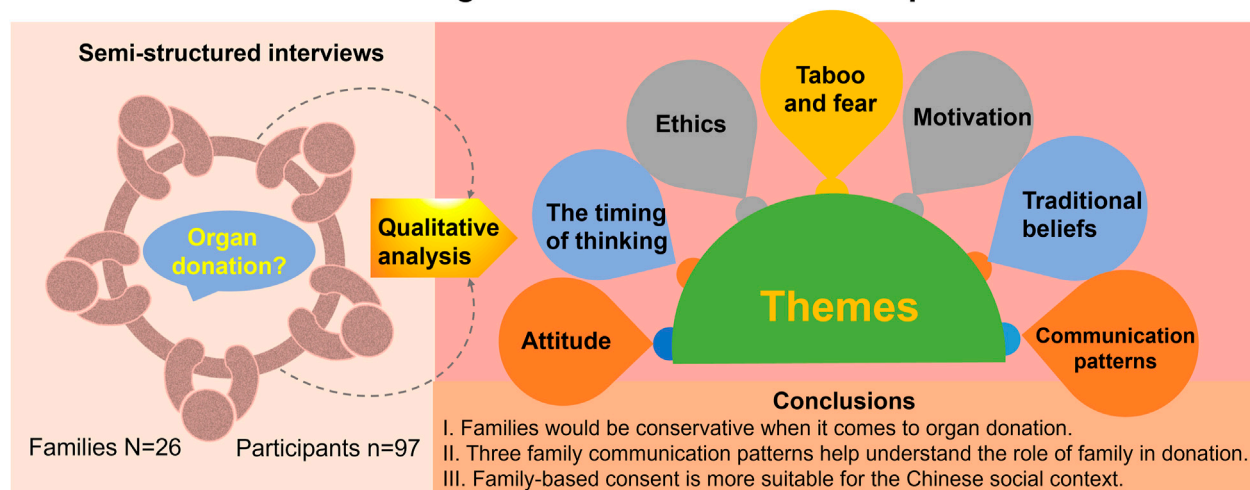 Semi-structured interviews
Organ
donation?
Families N=26
Participants n=97
Qualitative
analysis
Attitude
The timing
of thinking
Ethics
Taboo
and fear
Motivation
Traditional
beliefs
Communication
patterns
Themes
Conclusions
I. Families would be conservative when it comes to organ donation.
II. Three family communication patterns help understand the role of family in donation.
III. Family-based consent is more suitable for the Chinese social context.